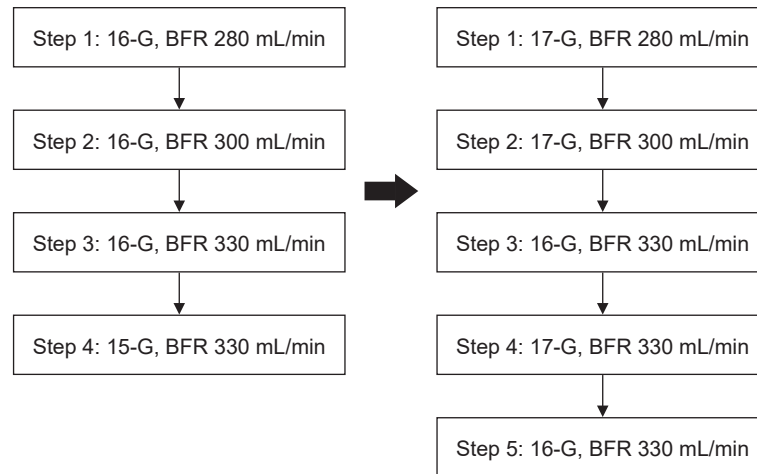 Step 1: 16-G, BFR 280 mL/min
Step 2: 16-G, BFR 300 mL/min
Step 3: 16-G, BFR 330 mL/min
Step 4: 15-G, BFR 330 mL/min
Step 1: 17-G, BFR 280 mL/min
Step 2: 17-G, BFR 300 mL/min
Step 3: 16-G, BFR 330 mL/min
Step 4: 17-G, BFR 330 mL/min
Step 5: 16-G, BFR 330 mL/min